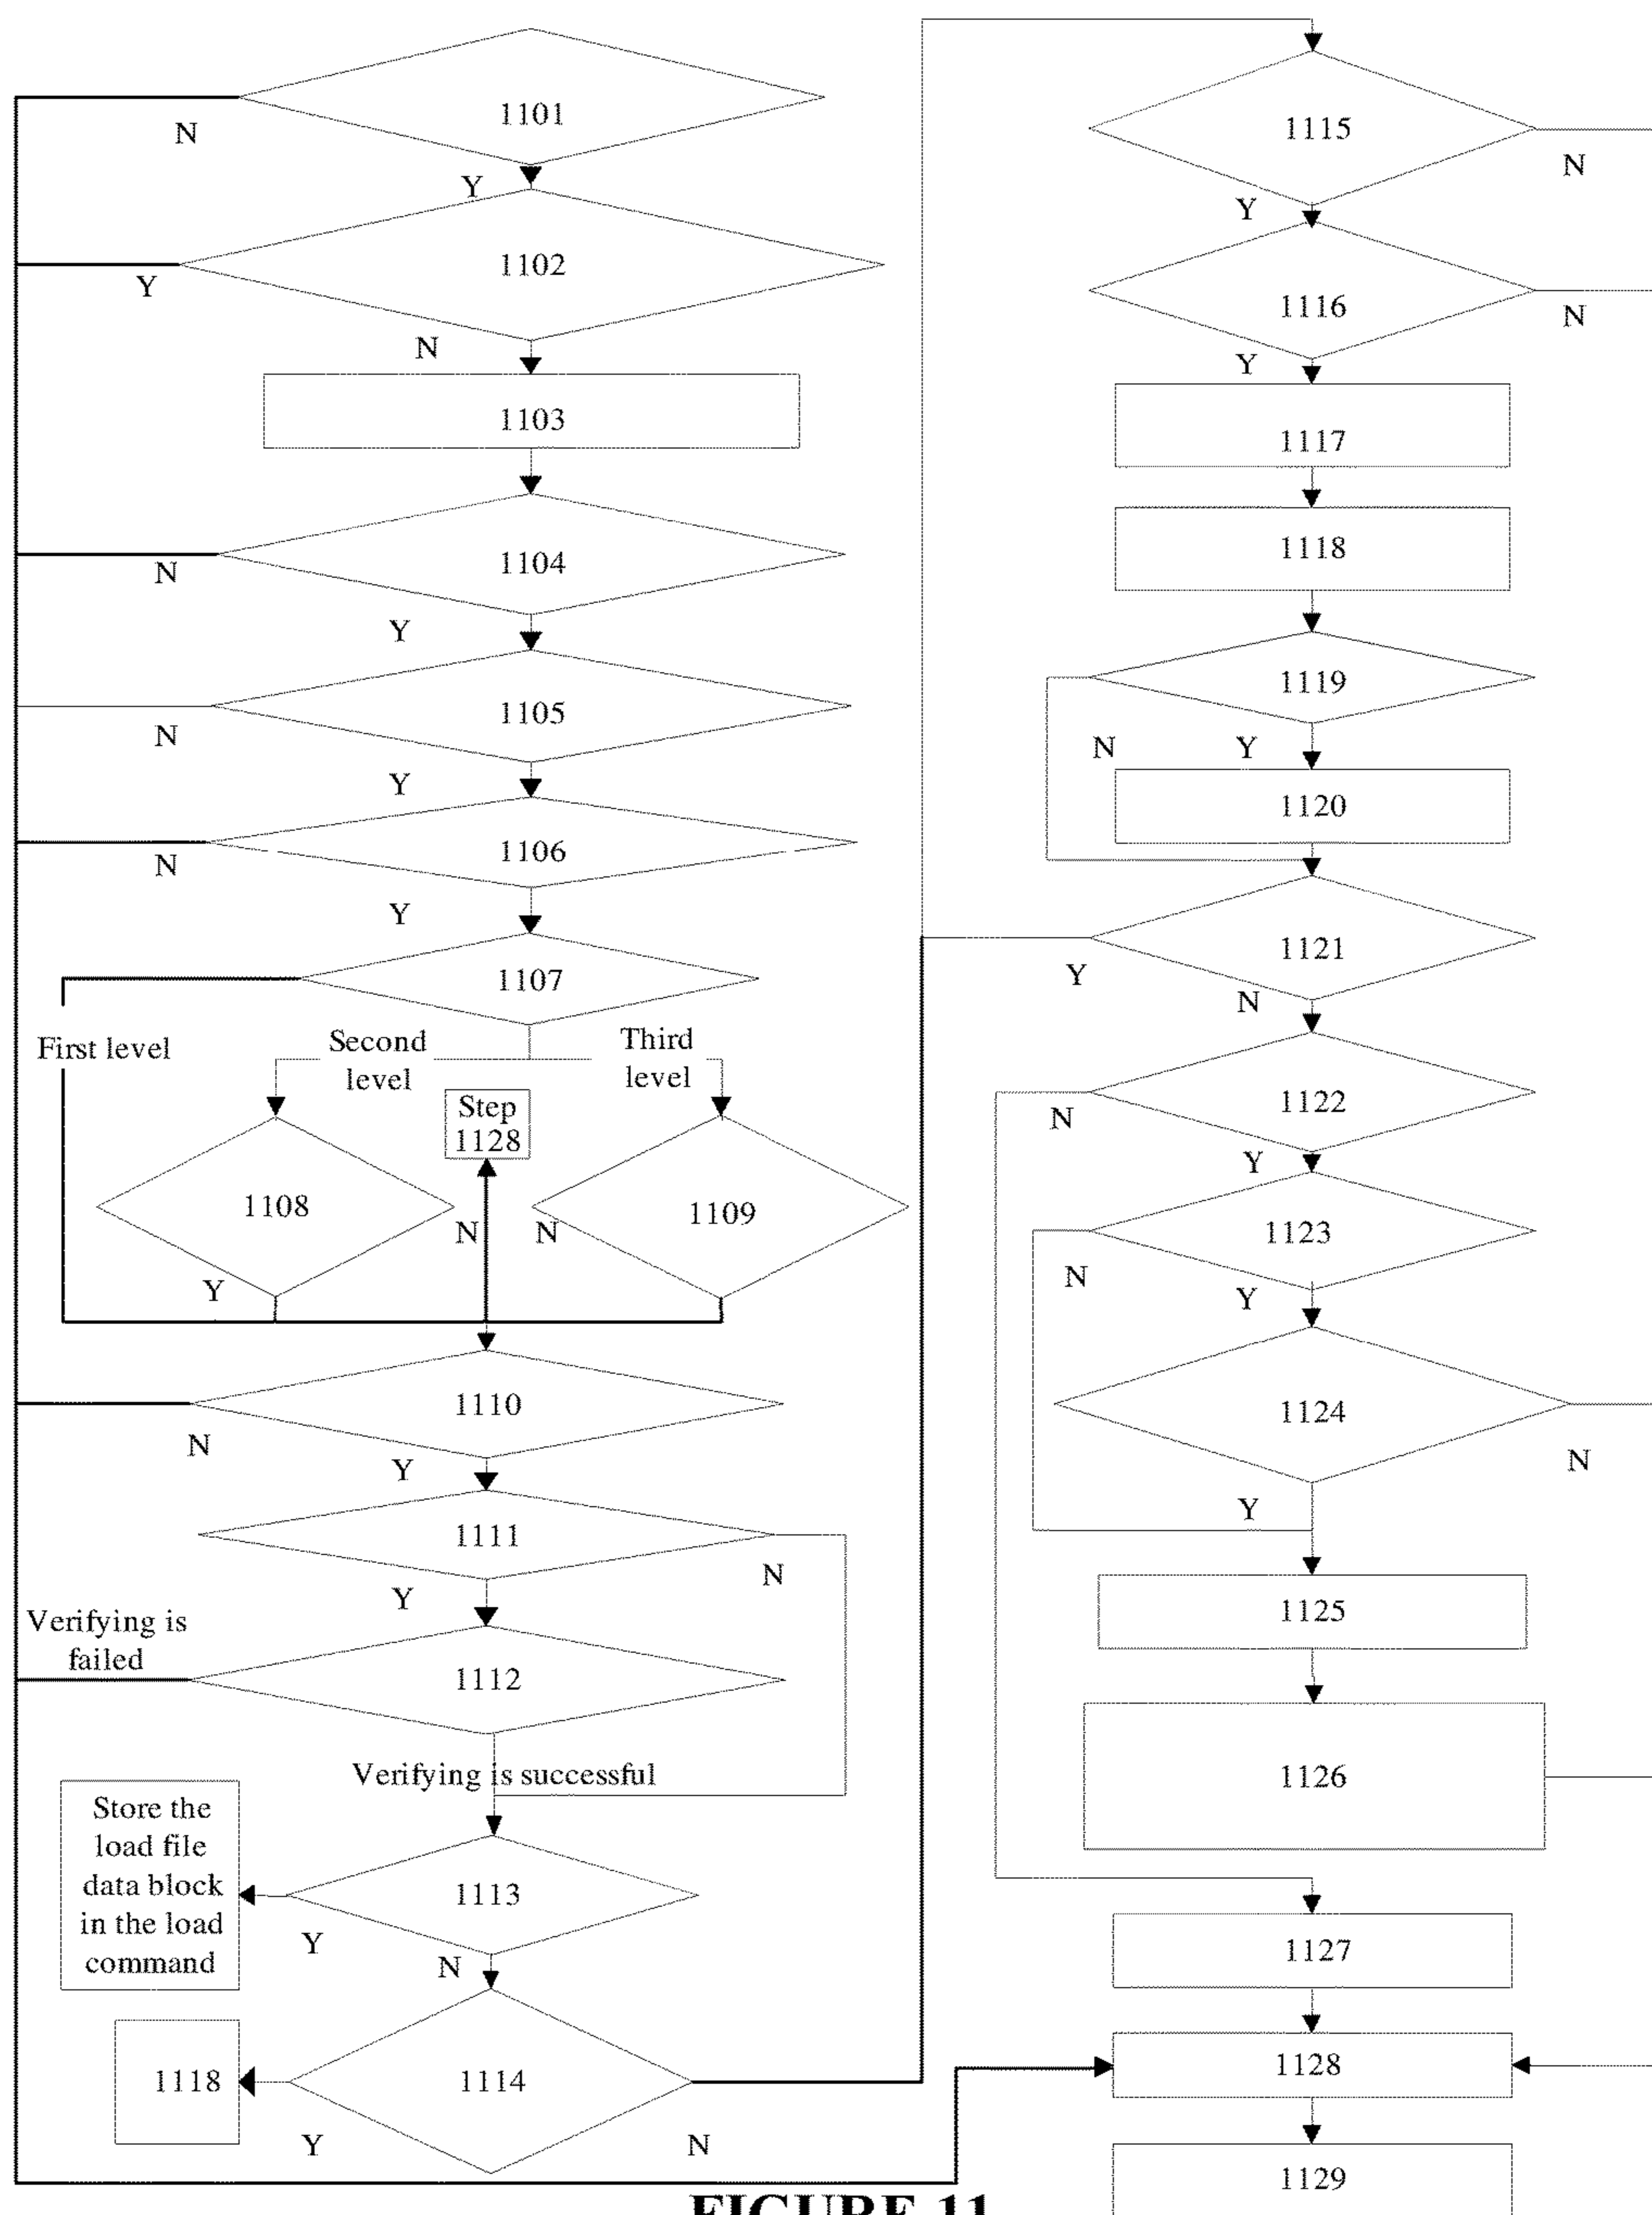 1101
N
Y
1102
Y
N
1103
1104
N
Y
1105
N
Y
1106
N
Y
1107
First level
Second
level
Third
level
Step
1128
1108
N
N
1109
Y
1110
N
Y
1111
N
Y
Verifying is
failed
1112
Verifying is successful
Store the
load file
data block
in the load
command
1113
Y
N
1118
1114
Y
N
1115
N
Y
1116
N
Y
1117
1118
1119
N
Y
1120
1121
Y
N
1122
N
Y
1123
N
Y
1124
N
Y
1125
1126
1127
1128
1129
FIGURE 11